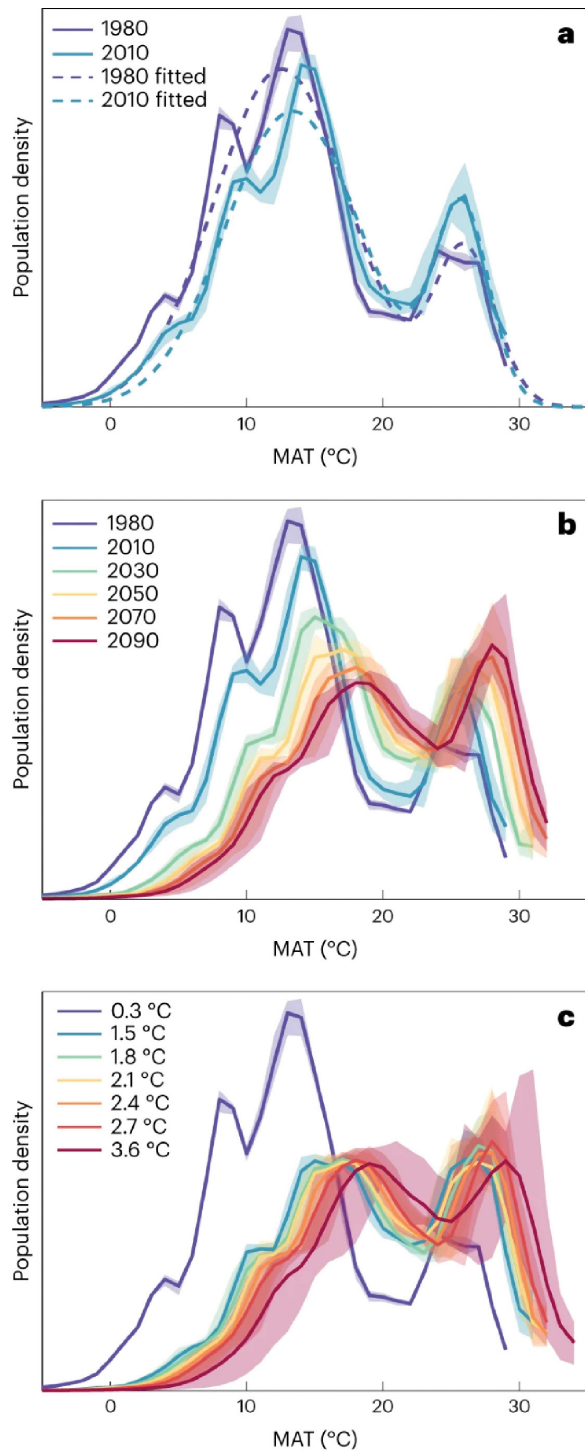 a
1980
2010
1980 fitted
2010 fitted
Population density
0 10 20 30
MAT (°C)
b
1980
2010
2030
2050
2070
2090
Population density
0 10 20 30
MAT (°C)
c
0.3 °C
1.5 °C
1.8 °C
2.1 °C
2.4 °C
2.7 °C
3.6 °C
Population density
0 10 20 30
MAT (°C)